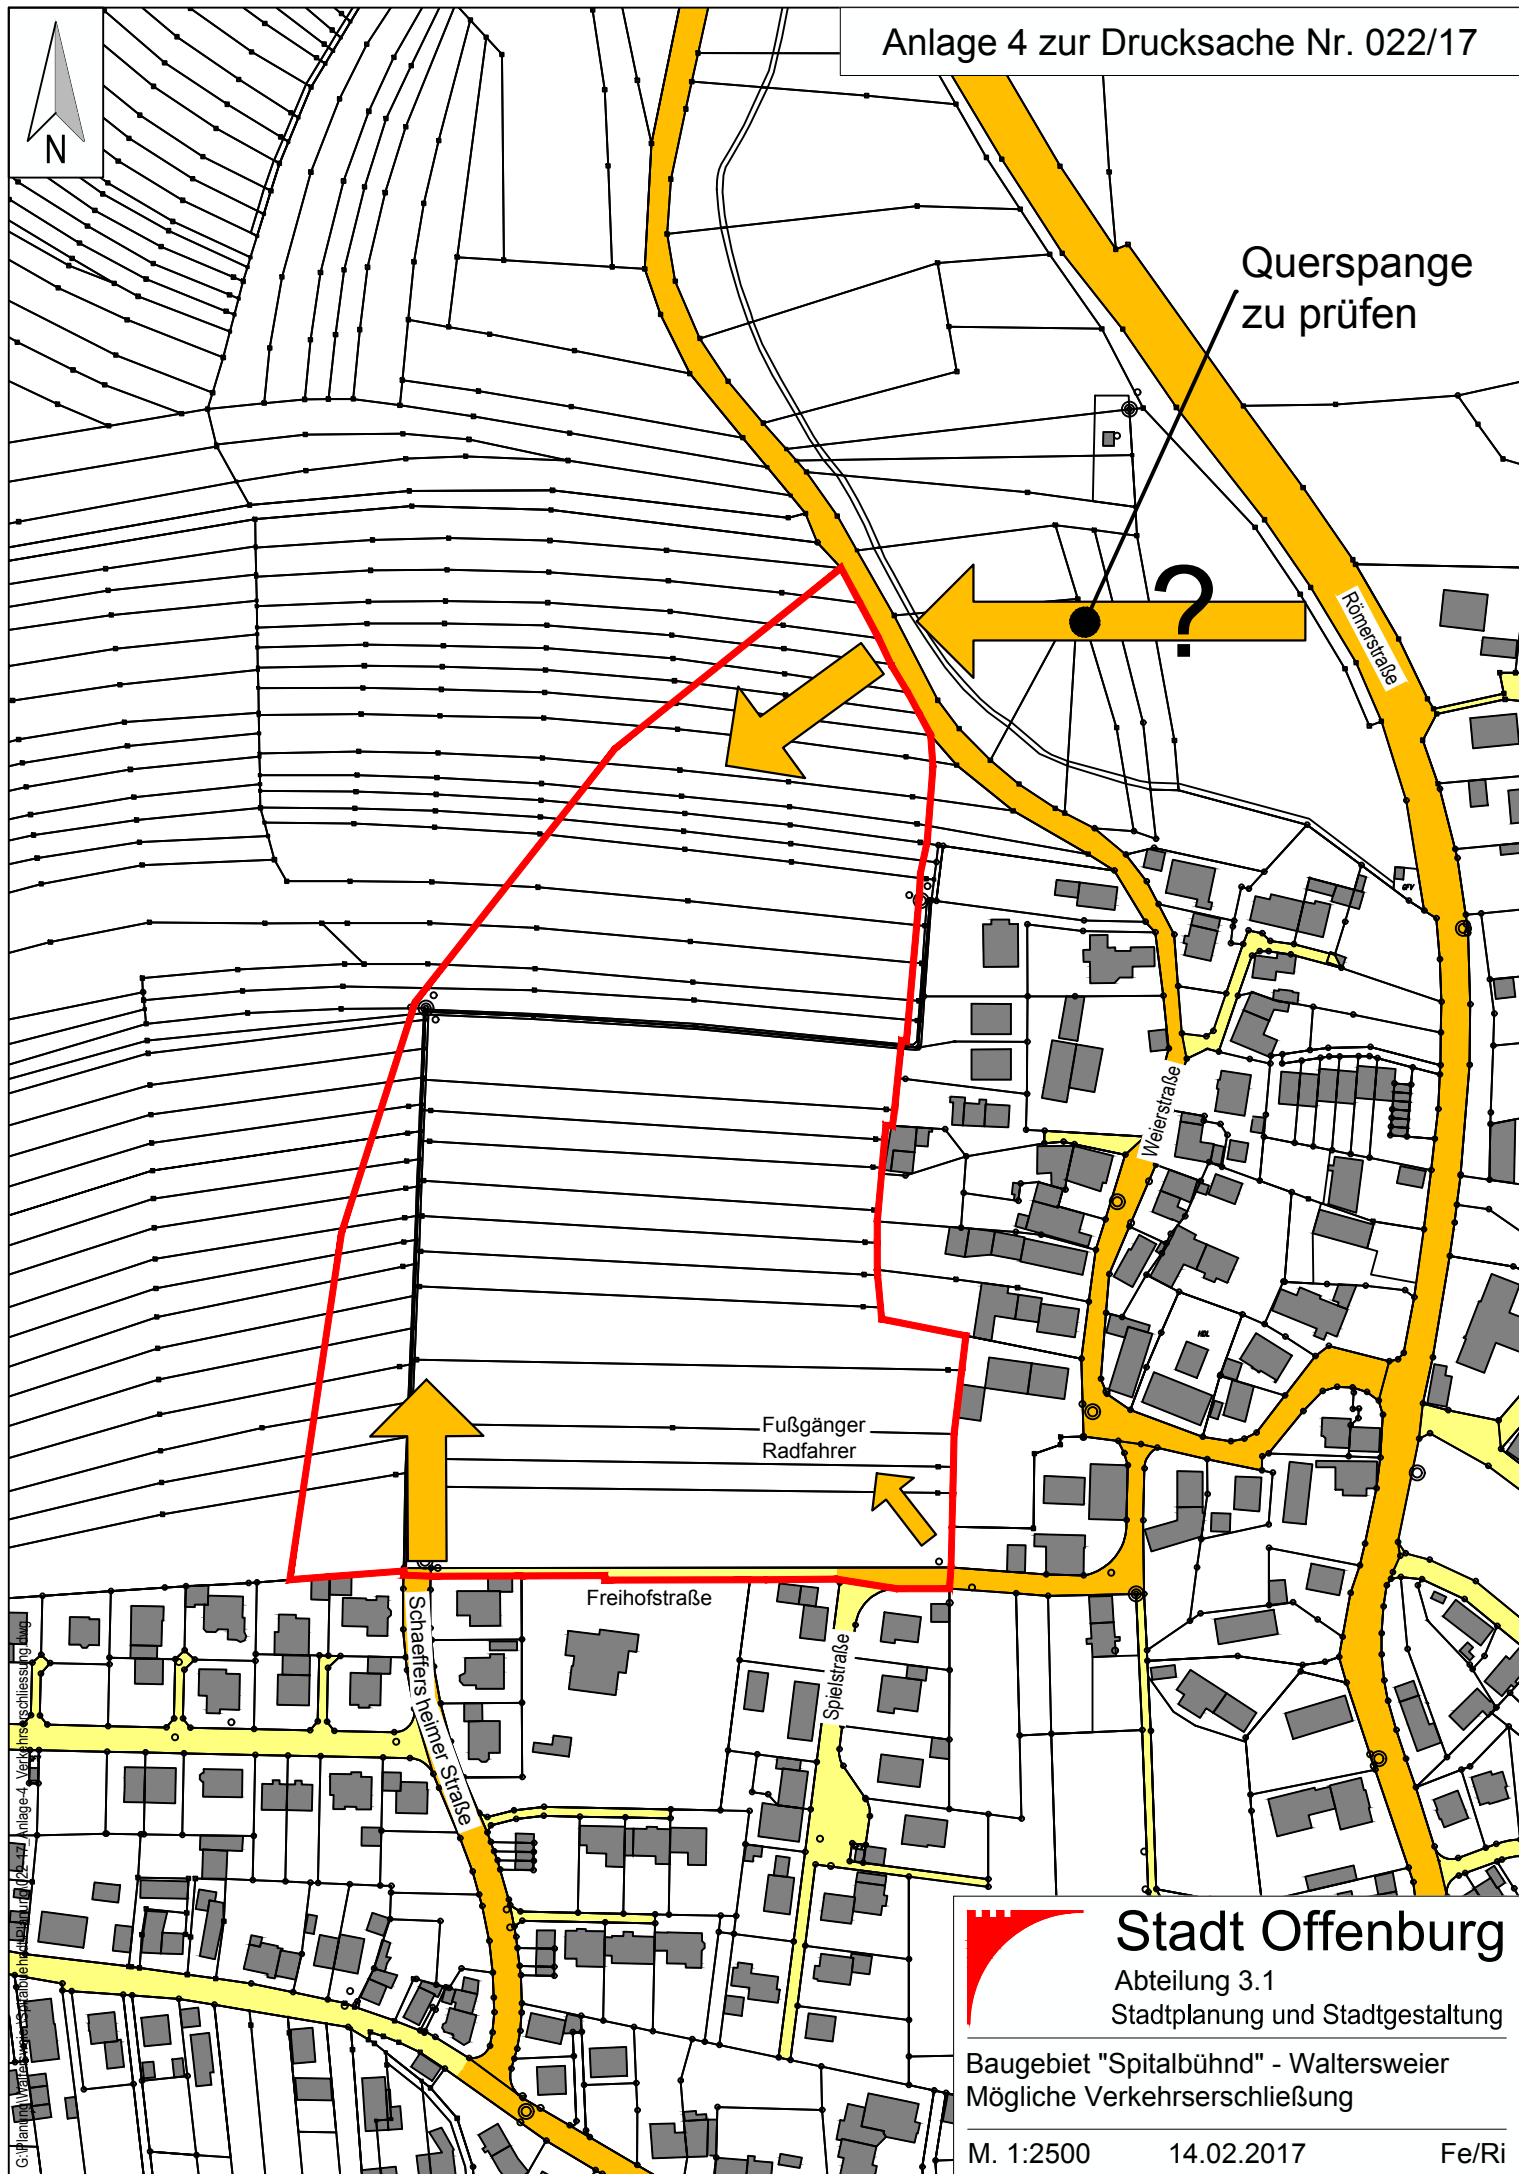 Anlage 4 zur Drucksache Nr. 022/17
N
Querspange
zu prüfen
?
Römerstraße
GFV
Weierstraße
HDL
Fußgänger
Radfahrer
Freihofstraße
Schaeffersheimer Straße
Spielstraße
Stadt Offenburg
Abteilung 3.1
Stadtplanung und Stadtgestaltung
Baugebiet "Spitalbühnd" - Waltersweier
Mögliche Verkehrserschließung
M. 1:2500 14.02.2017 Fe/Ri